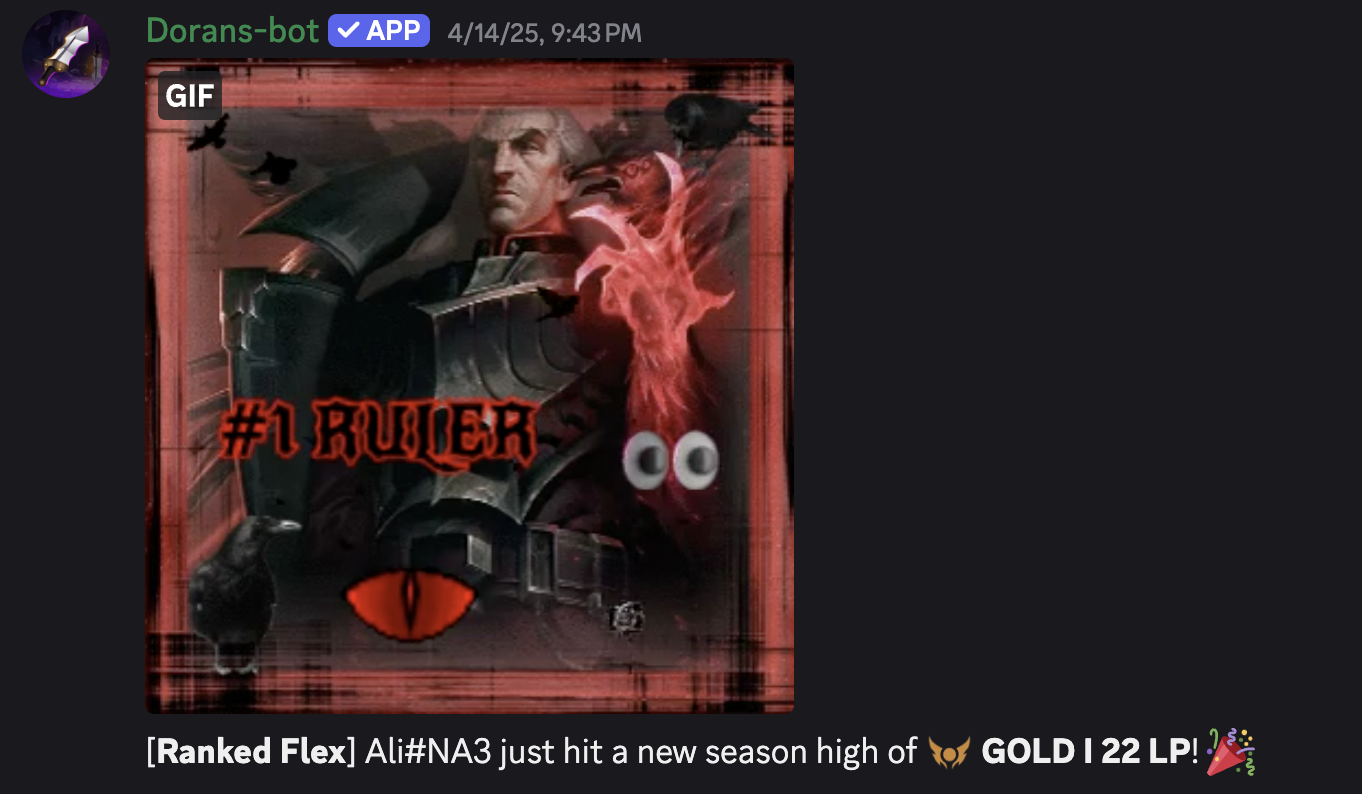 Dorans-bot ✓ APP 4/14/25, 9:43 PM
GIF
#1 RULER
[Ranked Flex] Ali#NA3 just hit a new season high of GOLD I 22 LP! 🎉